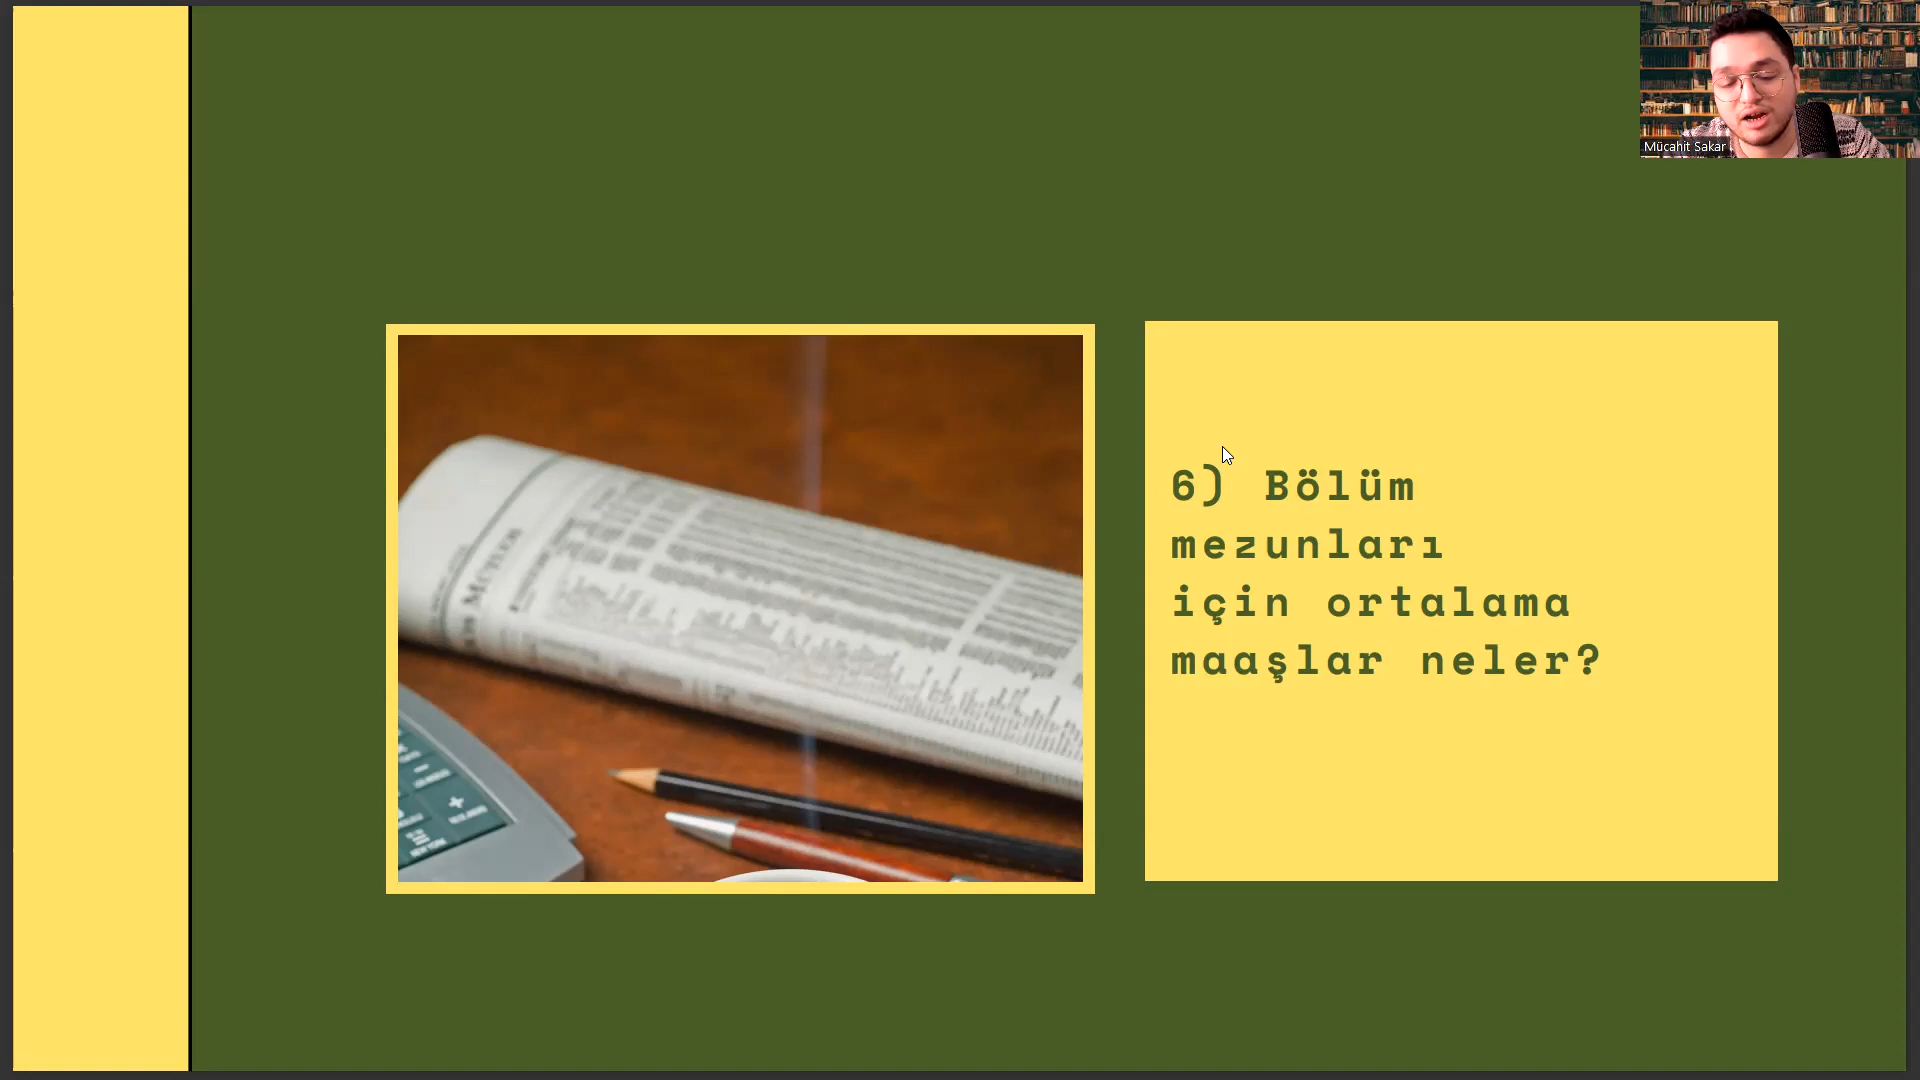 Mücahit Sakar
6) Bölüm
mezunları
için ortalama
maaşlar neler?